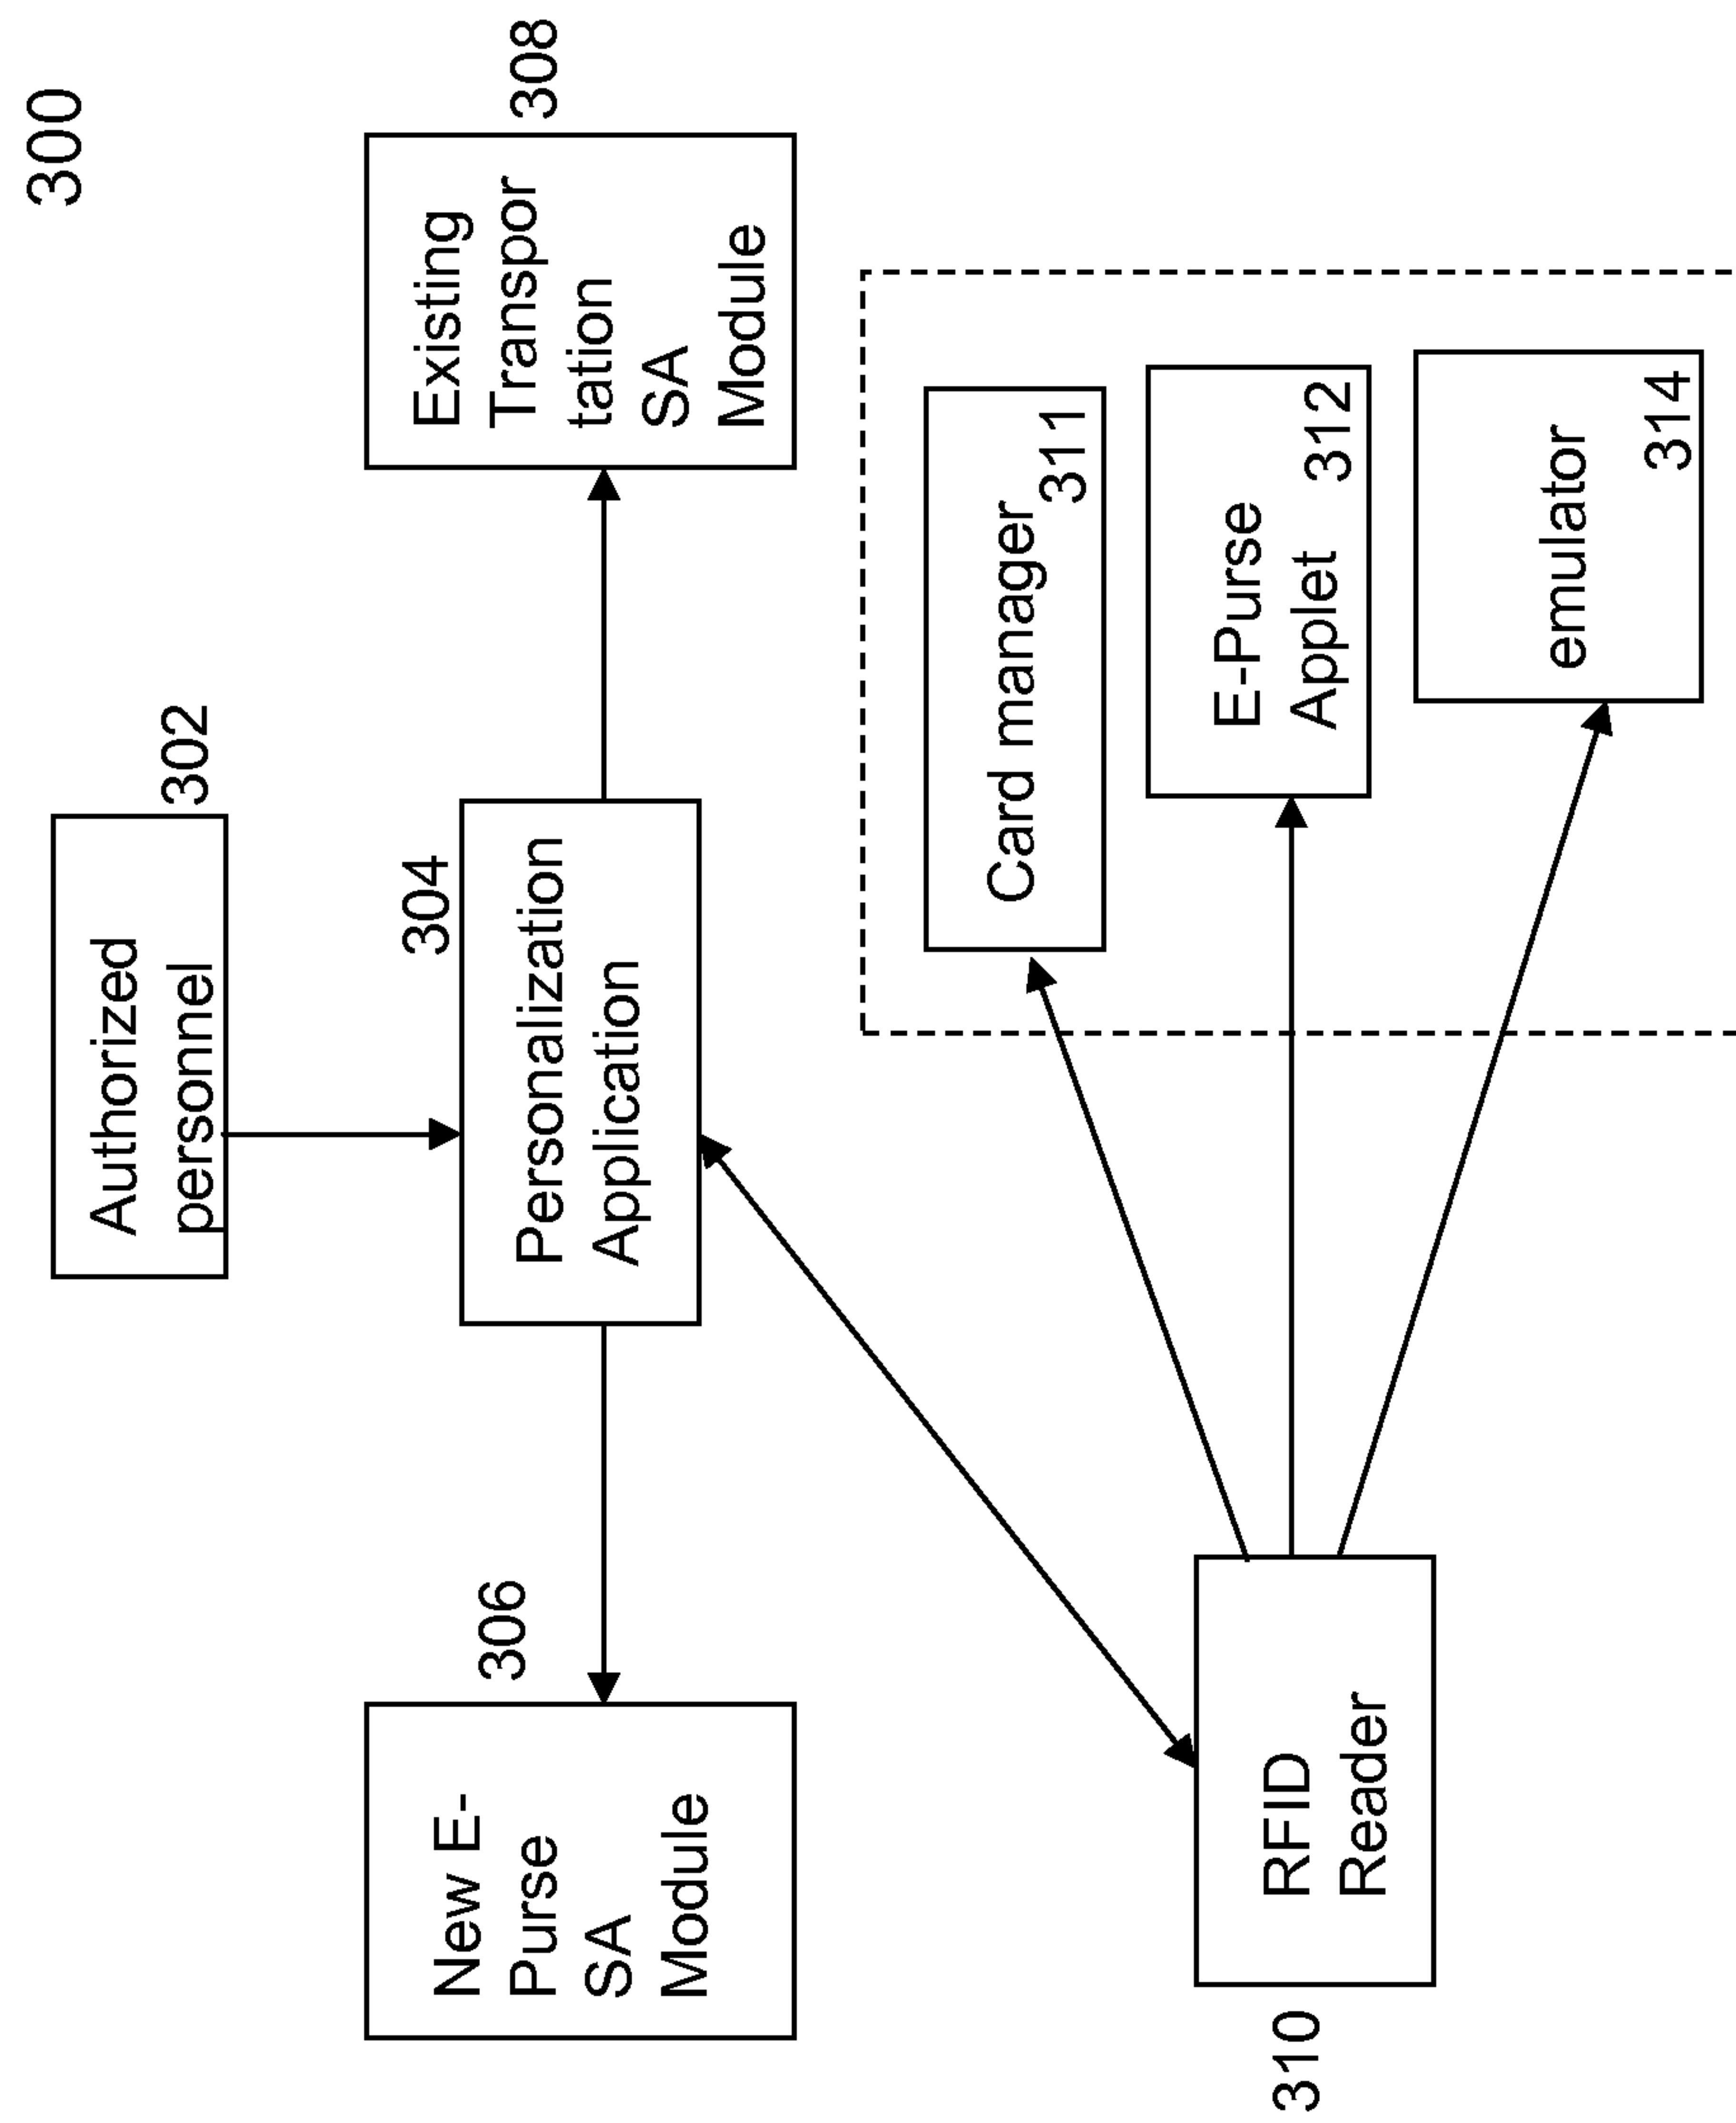 300
Authorized
personnel
302
304
Personalization
Application
306
New E-
Purse
SA
Module
308
Existing
Transpor
tation
SA
Module
310
RFID
Reader
Card manager
311
E-Purse
Applet 312
emulator
314